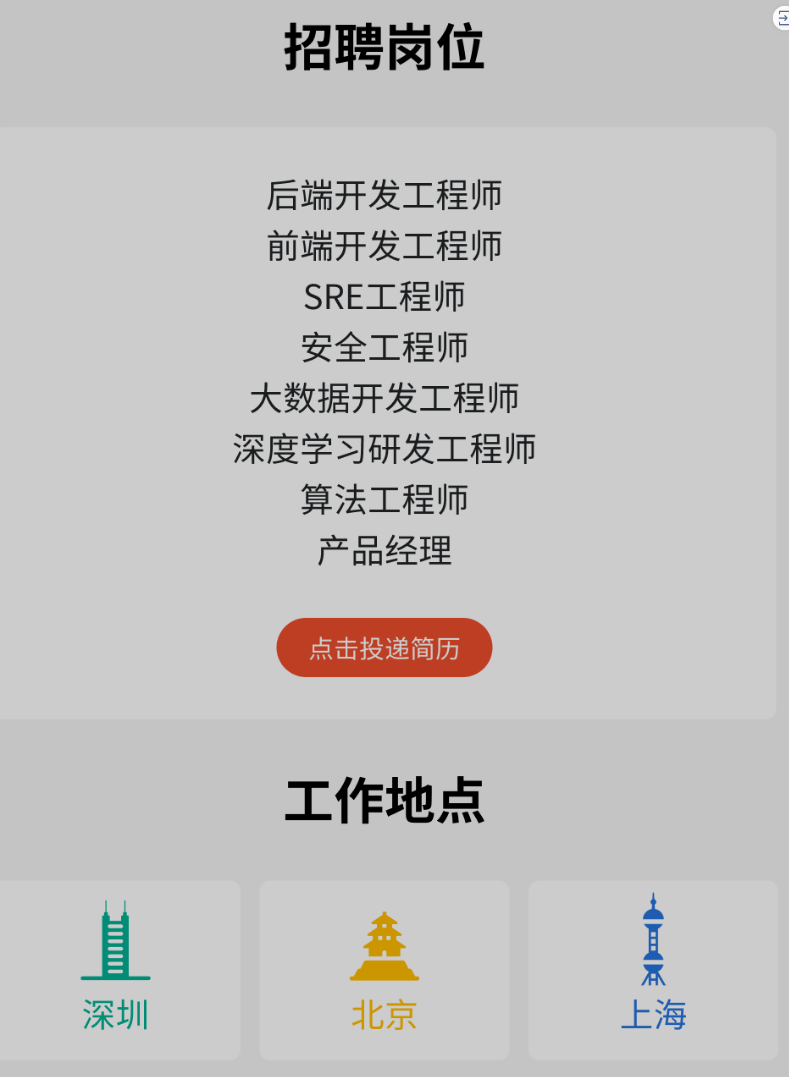 招聘岗位
后端开发工程师
前端开发工程师
SRE工程师
安全工程师
大数据开发工程师
深度学习研发工程师
算法工程师
产品经理
点击投递简历
工作地点
深圳
北京
上海